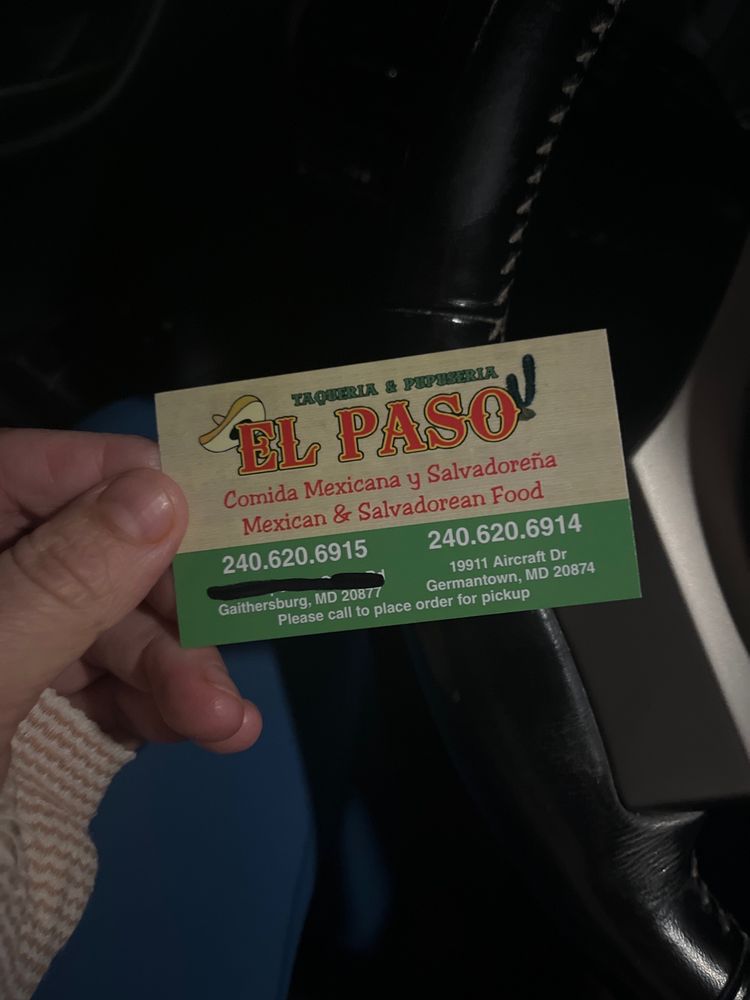 TAQUERIA & PUPUSERIA
EL PASO
Comida Mexicana y Salvadoreña
Mexican & Salvadorean Food
240.620.6915
Gaithersburg, MD 20877
240.620.6914
19911 Aircraft Dr
Germantown, MD 20874
Please call to place order for pickup